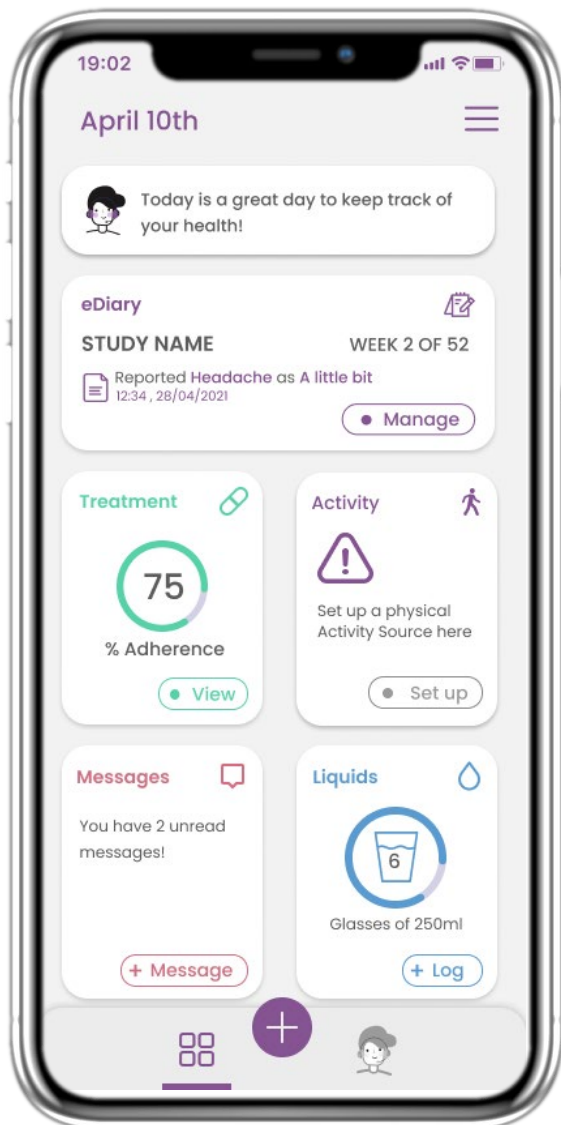 19:02
April 10th
Today is a great day to keep track of
your health!
eDiary
STUDY NAME
WEEK 2 OF 52
Reported Headache as A little bit
12:34 , 28/04/2021
Manage
Treatment
75
% Adherence
View
Activity
Set up a physical
Activity Source here
Set up
Messages
You have 2 unread
messages!
+ Message
Liquids
6
Glasses of 250ml
+ Log